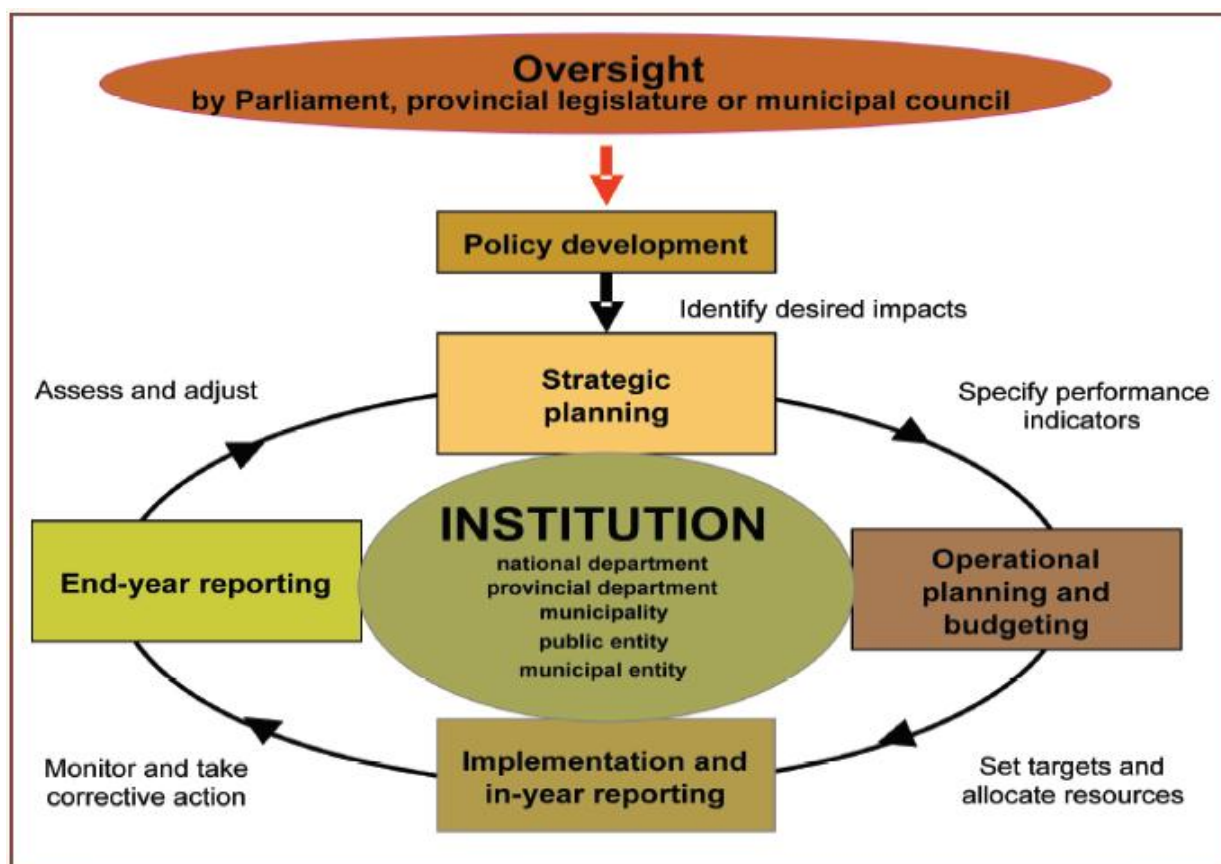 Oversight
by Parliament, provincial legislature or municipal council
Policy development
Identify desired impacts
Strategic
planning
Assess and adjust
Specify performance
indicators
INSTITUTION
national department
provincial department
municipality
public entity
municipal entity
End-year reporting
Operational
planning and
budgeting
Implementation and
in-year reporting
Monitor and take
corrective action
Set targets and
allocate resources